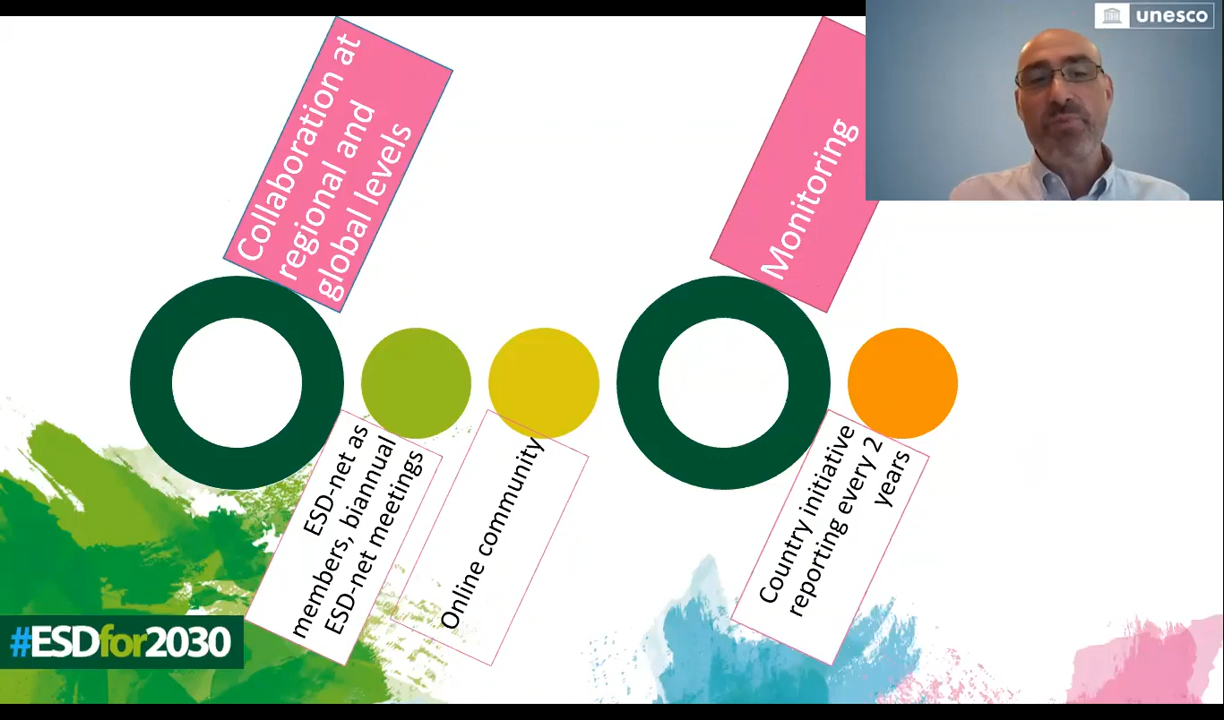 unesco
Collaboration at
regional and
global levels
Monitoring
ESD-net as
members, biannual
ESD-net meetings
Online community
Country initiative
reporting every 2
years
#ESDfor2030